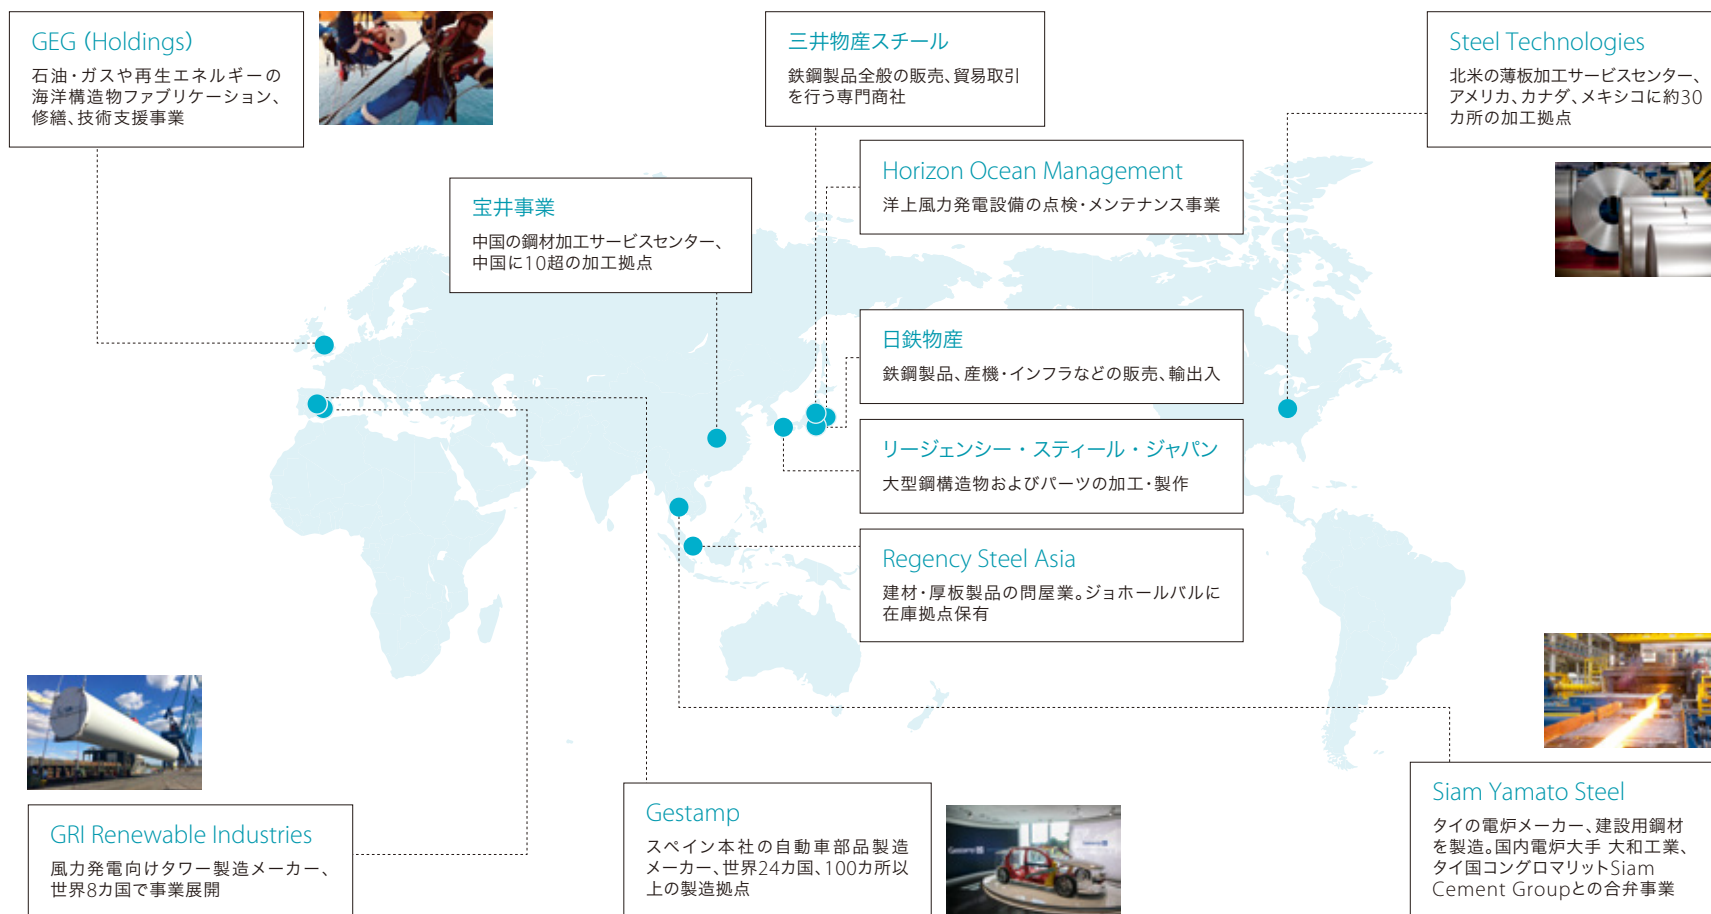 GEG (Holdings)
石油・ガスや再生エネルギーの
海洋構造物ファブリケーション、
修繕、技術支援事業
三井物産スチール
鉄鋼製品全般の販売、貿易取引
を行う専門商社
Steel Technologies
北米の薄板加工サービスセンター、
アメリカ、カナダ、メキシコに約30
カ所の加工拠点
Horizon Ocean Management
洋上風力発電設備の点検・メンテナンス事業
宝井事業
中国の鋼材加工サービスセンター、
中国に10超の加工拠点
日鉄物産
鉄鋼製品、産機・インフラなどの販売、輸出入
リージェンシー・スティール・ジャパン
大型鋼構造物およびパーツの加工・製作
Regency Steel Asia
建材・厚板製品の問屋業。ジョホールバルに
在庫拠点保有
GRI Renewable Industries
風力発電向けタワー製造メーカー、
世界8カ国で事業展開
Gestamp
スペイン本社の自動車部品製造
メーカー、世界24カ国、100カ所以
上の製造拠点
Siam Yamato Steel
タイの電炉メーカー、建設用鋼材
を製造。国内電炉大手 大和工業、
タイ国コングロマリットSiam
Cement Groupとの合弁事業